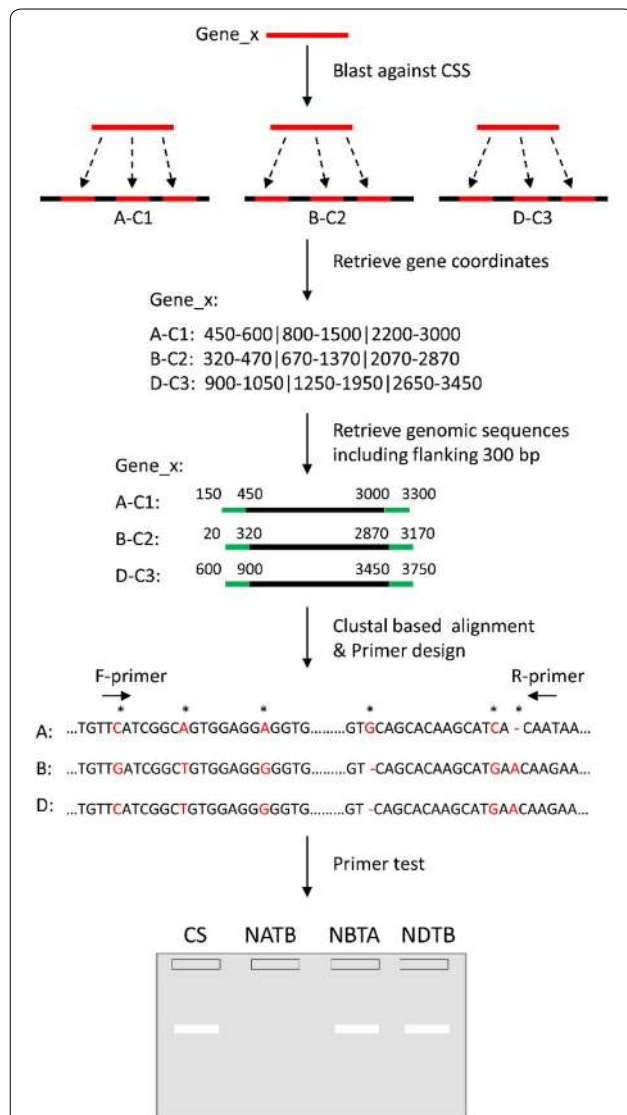 Gene_x
Blast against CSS
A-C1 B-C2 D-C3
Retrieve gene coordinates
Gene_x:
A-C1: 450-600|800-1500|2200-3000
B-C2: 320-470|670-1370|2070-2870
D-C3: 900-1050|1250-1950|2650-3450
Retrieve genomic sequences
including flanking 300 bp
Gene_x:
A-C1: 150 450 3000 3300
B-C2: 20 320 2870 3170
D-C3: 600 900 3450 3750
Clustal based alignment
& Primer design
F-primer R-primer
* * * * * *
A: ...TGTTCATCGGCAGTGGAGGAGGTG.........GTGCAGCACAAGCATCA-CAATAA...
B: ...TGTTGATCGGCTGTGGAGGGGGTG.........GT-CAGCACAAGCATGAACAAGAA...
D: ...TGTTCATCGGCTGTGGAGGGGGTG.........GT-CAGCACAAGCATGAACAAGAA...
Primer test
CS NATB NBTA NDTB